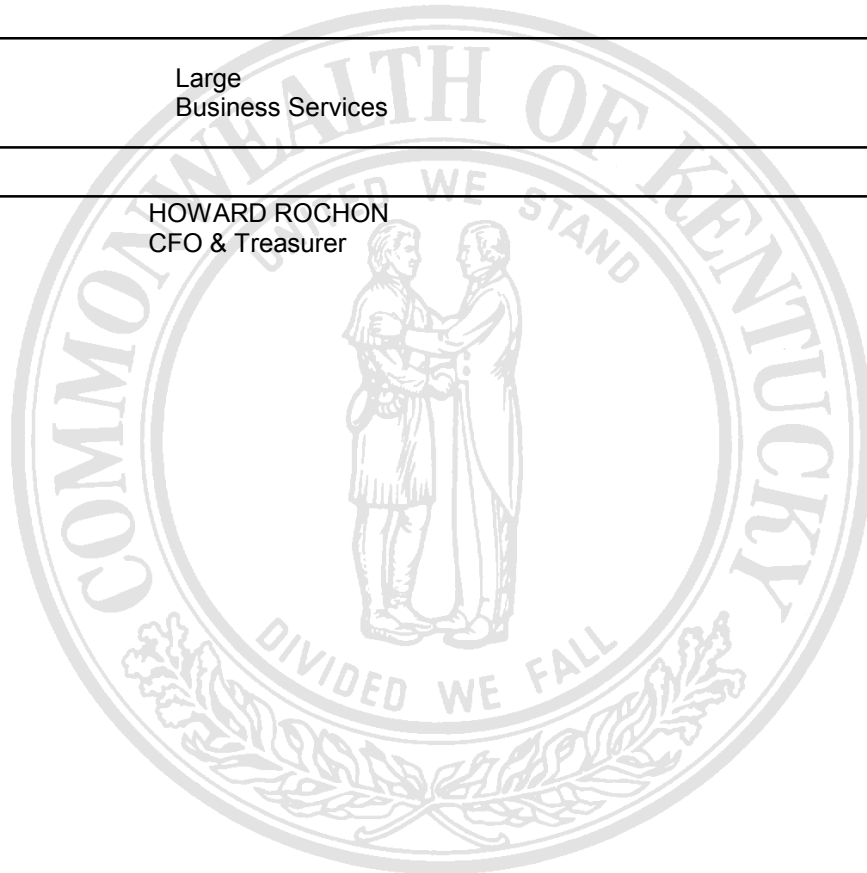 Large
Business Services
HOWARD ROCHON
CFO & Treasurer
COMMONWEALTH OF KENTUCKY
UNITED WE STAND
DIVIDED WE FALL